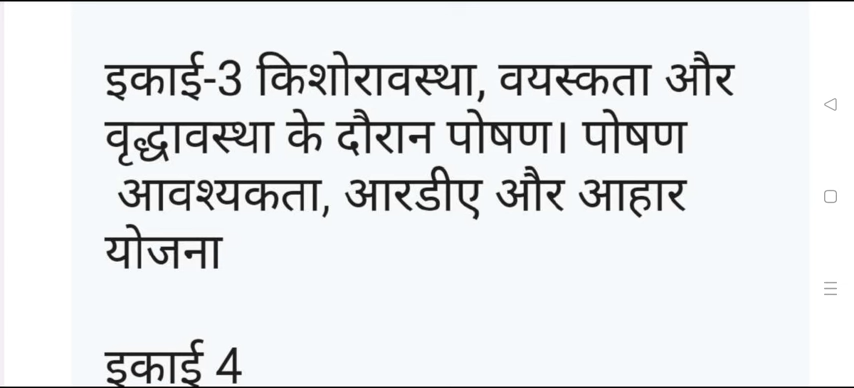 इकाई-3 किशोरावस्था, वयस्कता और
वृद्धावस्था के दौरान पोषण। पोषण
आवश्यकता, आरडीए और आहार
योजना
इकाई 4